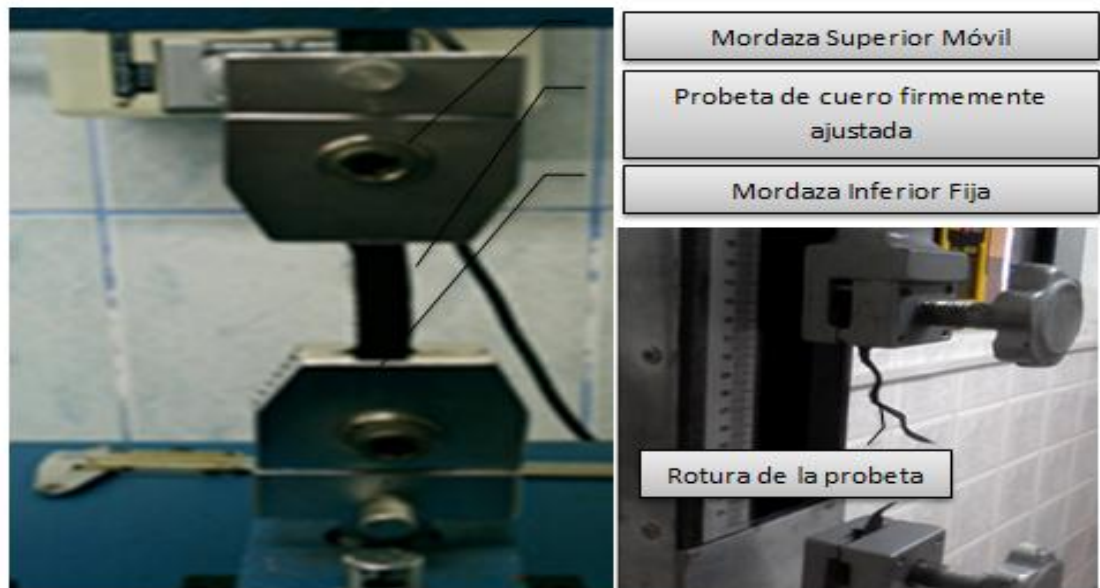 Mordaza Superior Móvil
Probeta de cuero firmemente
ajustada
Mordaza Inferior Fija
Rotura de la probeta